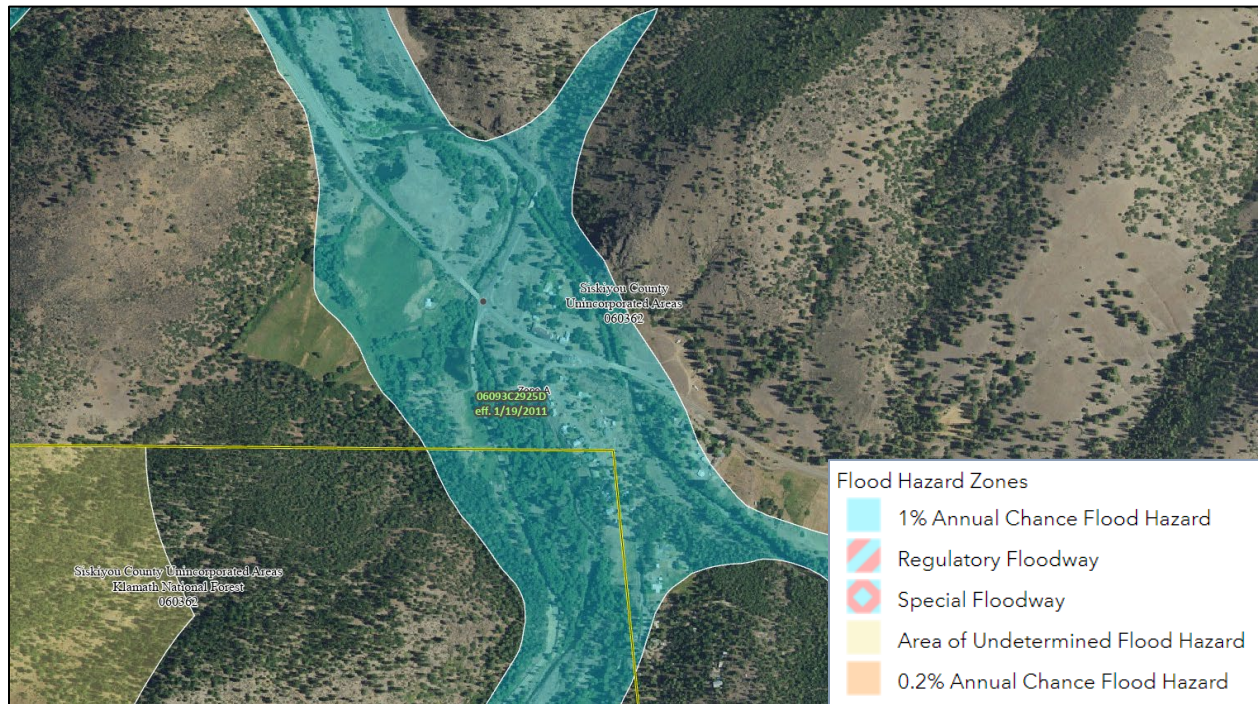 Siskiyou County
Unincorporated Areas
060362
Zone A
06093C2925D
eff. 1/19/2011
Siskiyou County Unincorporated Areas
Klamath National Forest
060362
Flood Hazard Zones
1% Annual Chance Flood Hazard
Regulatory Floodway
Special Floodway
Area of Undetermined Flood Hazard
0.2% Annual Chance Flood Hazard